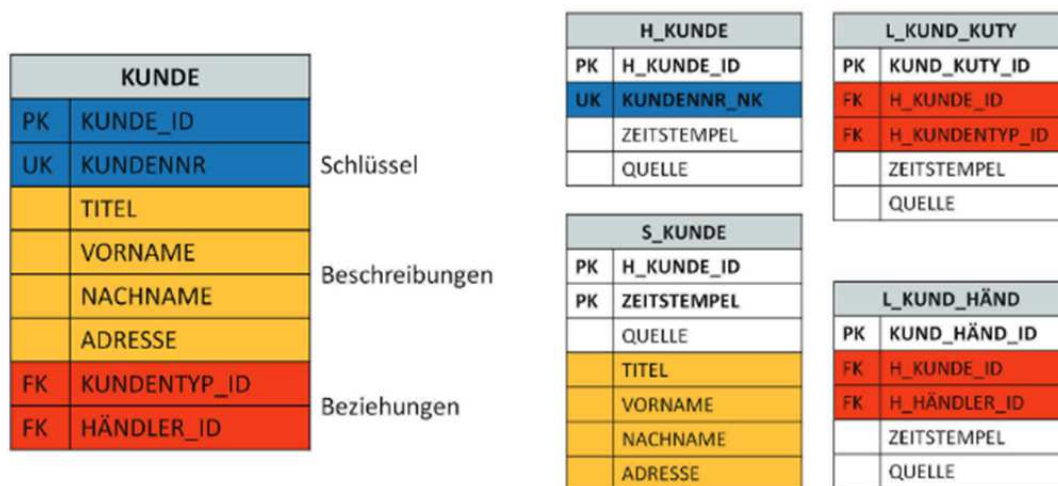 KUNDE
PK KUNDE_ID
UK KUNDENNR
TITEL
VORNAME
NACHNAME
ADRESSE
FK KUNDENTYP_ID
FK HÄNDLER_ID
Schlüssel
Beschreibungen
Beziehungen
H_KUNDE
PK H_KUNDE_ID
UK KUNDENNR_NK
ZEITSTEMPEL
QUELLE
S_KUNDE
PK H_KUNDE_ID
PK ZEITSTEMPEL
QUELLE
TITEL
VORNAME
NACHNAME
ADRESSE
L_KUND_KUTY
PK KUND_KUTY_ID
FK H_KUNDE_ID
FK H_KUNDENTYP_ID
ZEITSTEMPEL
QUELLE
L_KUND_HÄND
PK KUND_HÄND_ID
FK H_KUNDE_ID
FK H_HÄNDLER_ID
ZEITSTEMPEL
QUELLE